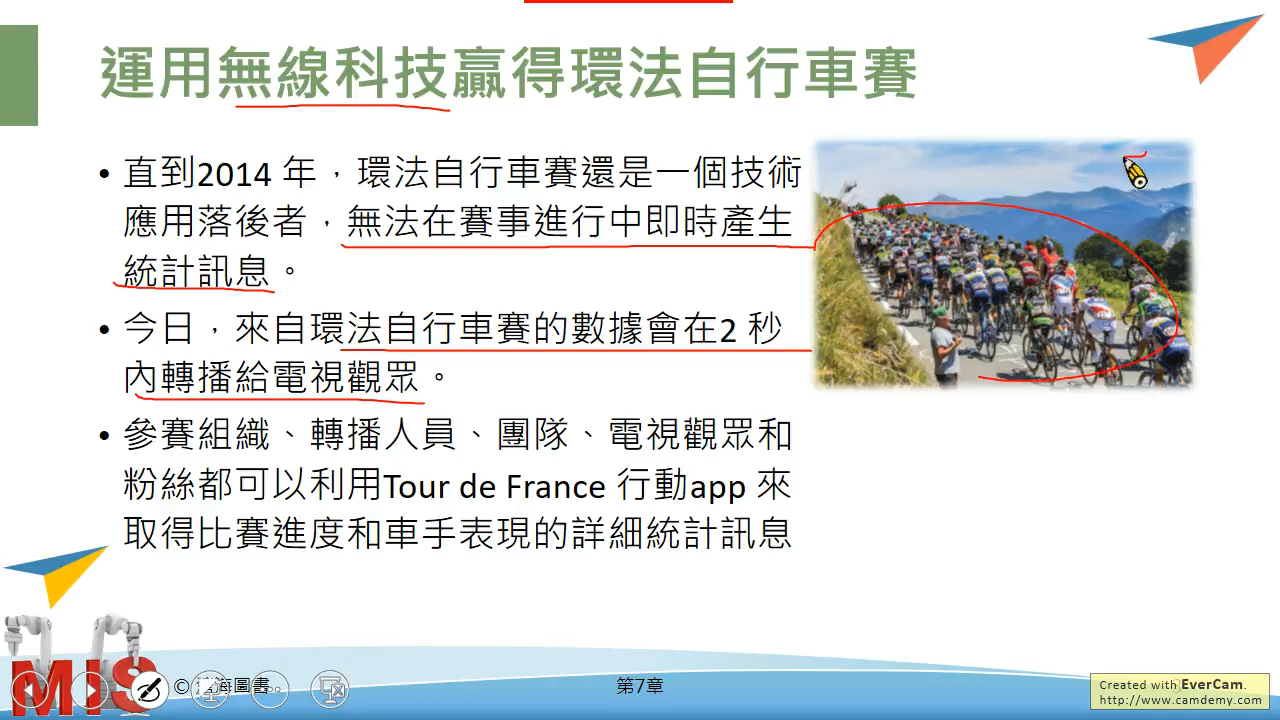 運用無線科技贏得環法自行車賽
• 直到2014 年，環法自行車賽還是一個技術
應用落後者，無法在賽事進行中即時產生
統計訊息。
• 今日，來自環法自行車賽的數據會在2 秒
內轉播給電視觀眾。
• 參賽組織、轉播人員、團隊、電視觀眾和
粉絲都可以利用Tour de France 行動app 來
取得比賽進度和車手表現的詳細統計訊息
MIS
© 滄海圖書
第7章
Created with EverCam.
http://www.camdemy.com